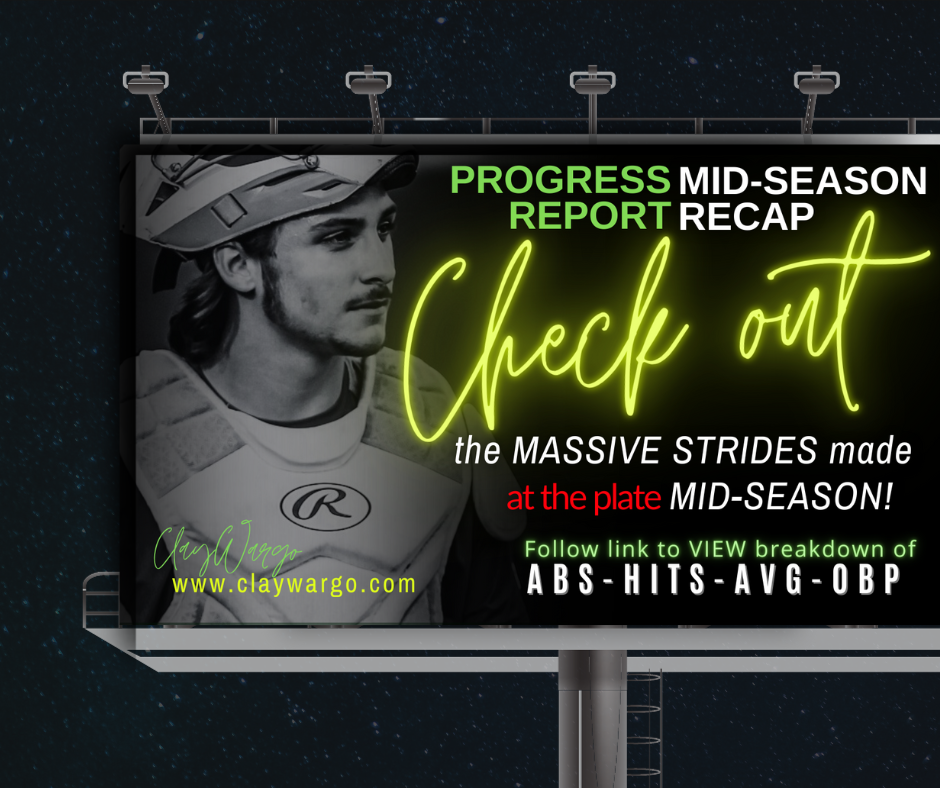 PROGRESS REPORT
MID-SEASON RECAP
Check out
the MASSIVE STRIDES made
at the plate MID-SEASON!
R
Follow link to VIEW breakdown of
ABS-HITS-AVG-OBP
ClayWargo
www.claywargo.com